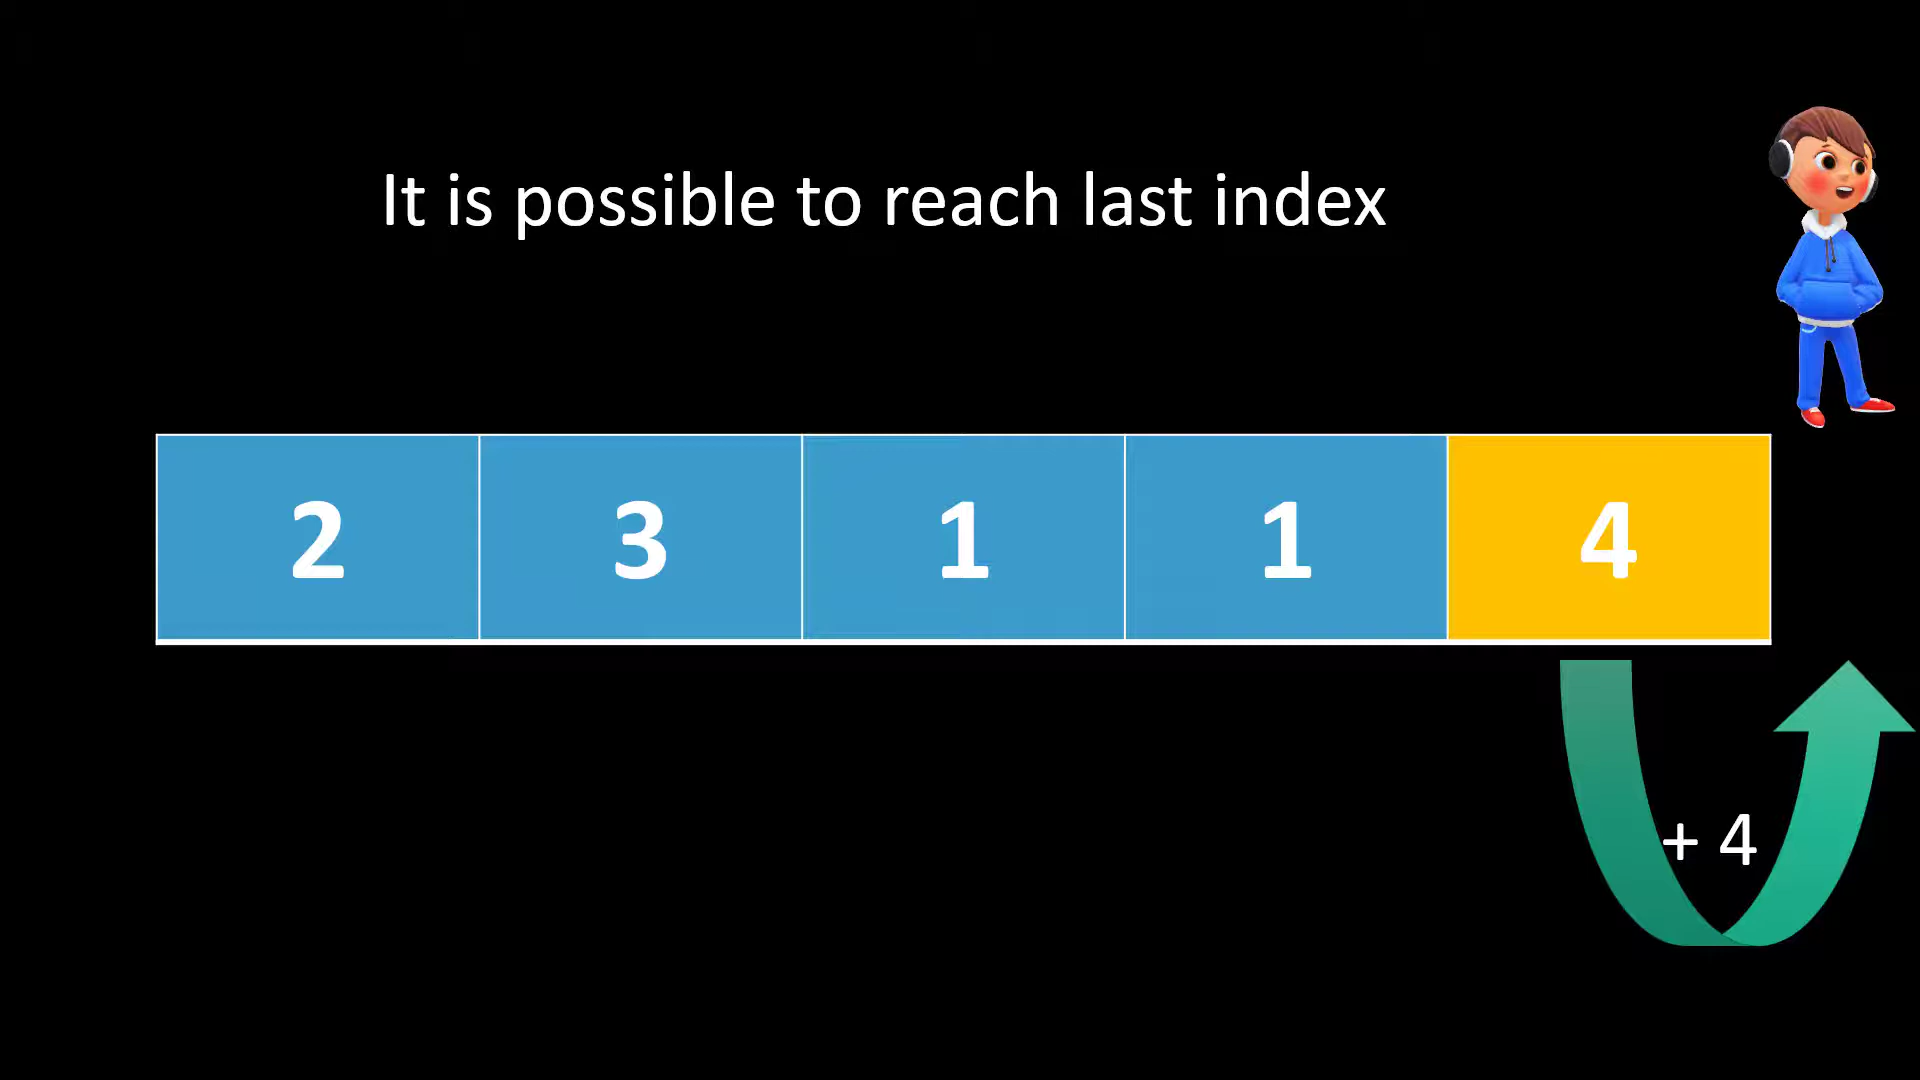 It is possible to reach last index
2 3 1 1 4
+ 4